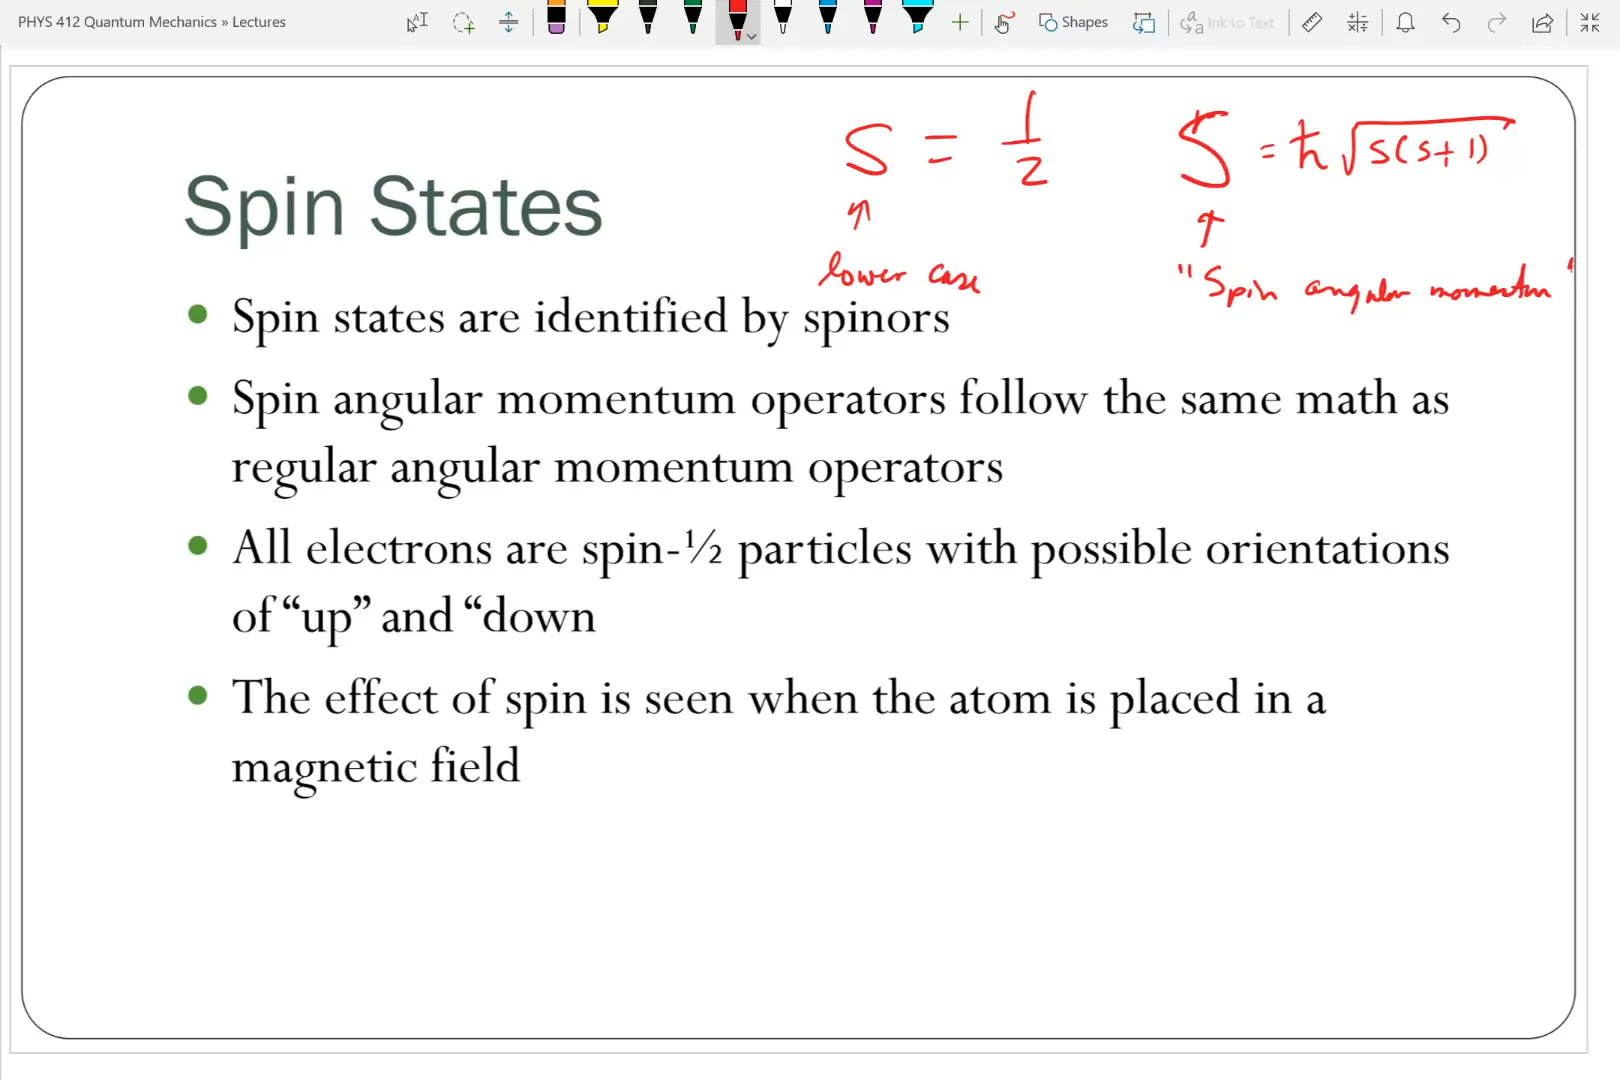 PHYS 412 Quantum Mechanics » Lectures
Shapes
Ink to Text
s = 1/2
S = ħ √s(s+1)
Spin States
↑
lower case
↑
"Spin angular momentum"
• Spin states are identified by spinors
• Spin angular momentum operators follow the same math as
regular angular momentum operators
• All electrons are spin-½ particles with possible orientations
of “up” and “down
• The effect of spin is seen when the atom is placed in a
magnetic field